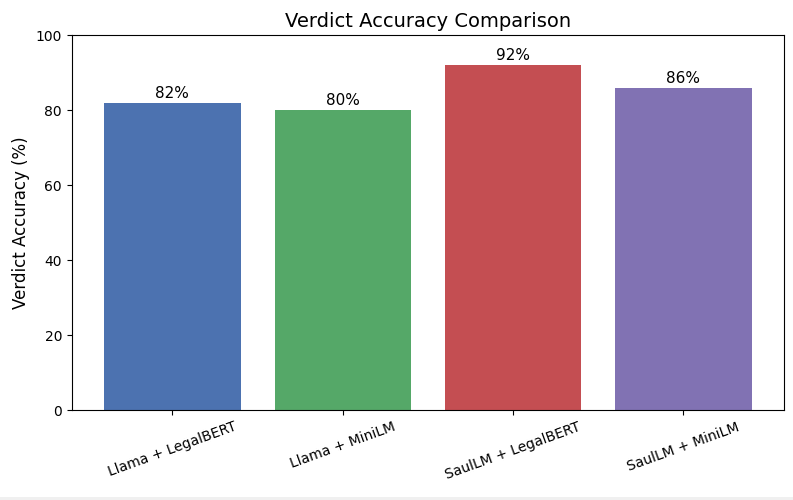 Verdict Accuracy Comparison
Verdict Accuracy (%)
100
80
60
40
20
0
82%
80%
92%
86%
Llama + LegalBERT
Llama + MiniLM
SaulLM + LegalBERT
SaulLM + MiniLM